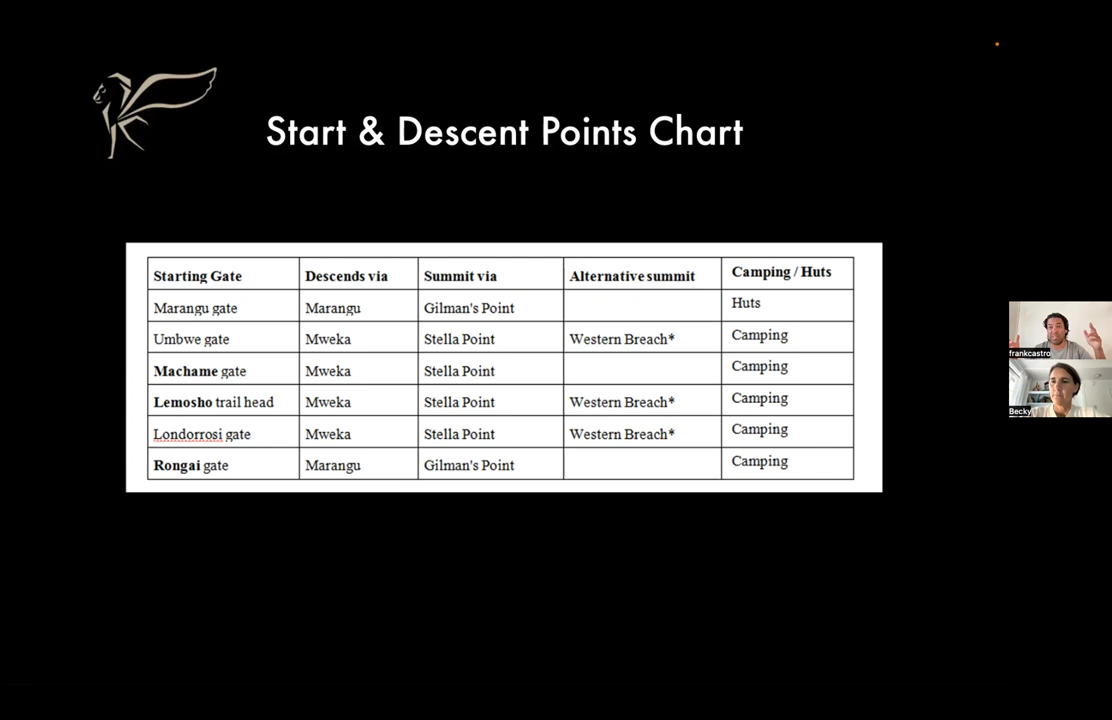 Start & Descent Points Chart
Starting Gate Descends via Summit via Alternative summit Camping / Huts
Marangu gate Marangu Gilman's Point Huts
Umbwe gate Mweka Stella Point Western Breach* Camping
Machame gate Mweka Stella Point Camping
Lemosho trail head Mweka Stella Point Western Breach* Camping
Londorrosi gate Mweka Stella Point Western Breach* Camping
Rongai gate Marangu Gilman's Point Camping
frankcastro
Becky